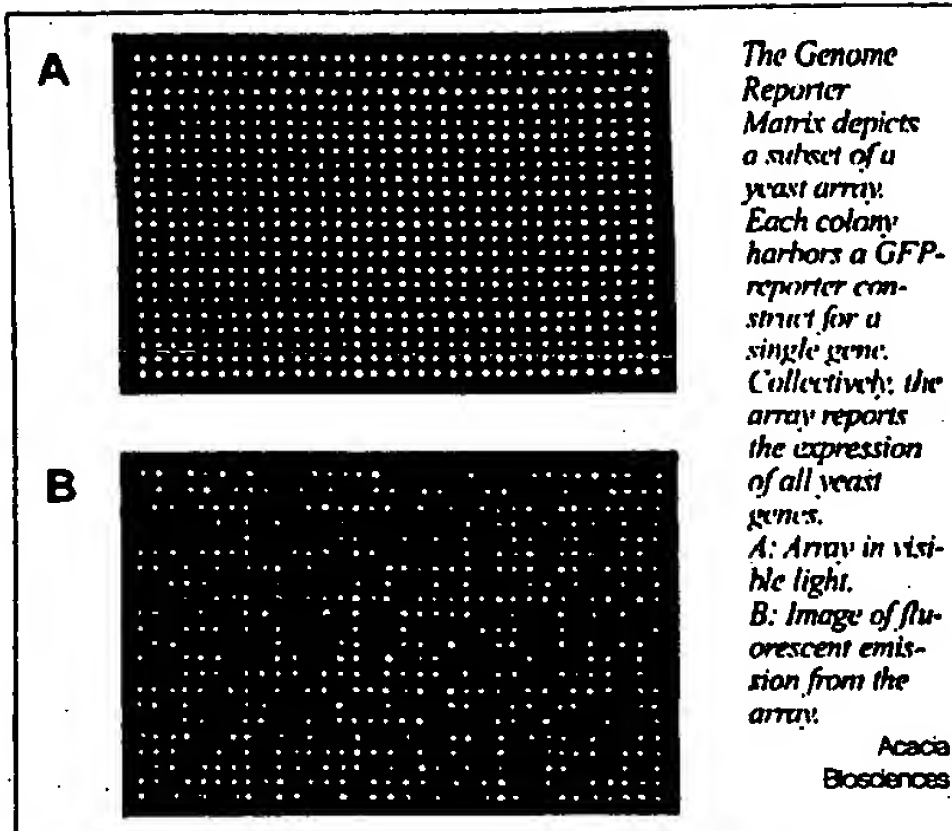 A
The Genome
Reporter
Matrix depicts
a subset of a
yeast array.
Each colony
harbors a GFP-
reporter con-
struct for a
single gene.
Collectively, the
array reports
the expression
of all yeast
genes.
A: Array in visi-
ble light.
B
B: Image of flu-
orescent emis-
sion from the
array.
Acacia
Biosciences